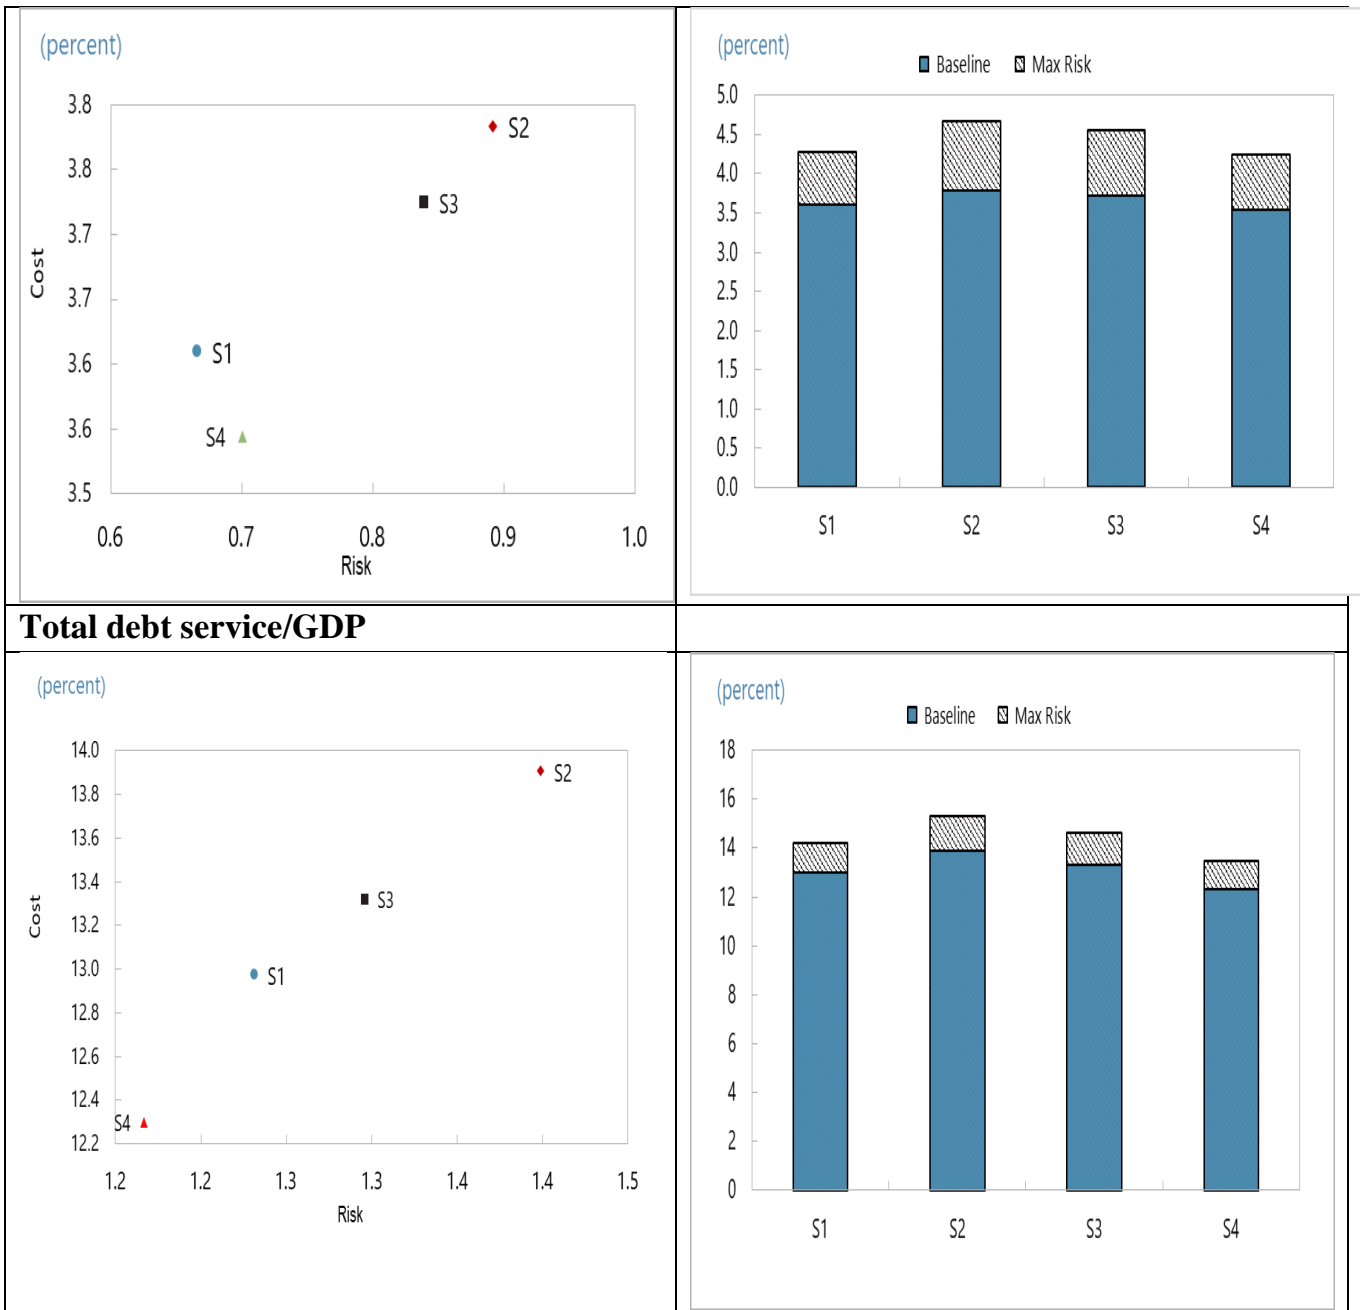 (percent)
3.8
3.8
3.7
3.7
3.6
3.6
3.5
Cost
S2
S3
S1
S4
0.6 0.7 0.8 0.9 1.0
Risk
(percent)
Baseline Max Risk
5.0
4.5
4.0
3.5
3.0
2.5
2.0
1.5
1.0
0.5
0.0
S1 S2 S3 S4
Total debt service/GDP
(percent)
14.0
13.8
13.6
13.4
13.2
13.0
12.8
12.6
12.4
12.2
Cost
S2
S3
S1
S4
1.2 1.2 1.3 1.3 1.4 1.4 1.5
Risk
(percent)
Baseline Max Risk
18
16
14
12
10
8
6
4
2
0
S1 S2 S3 S4